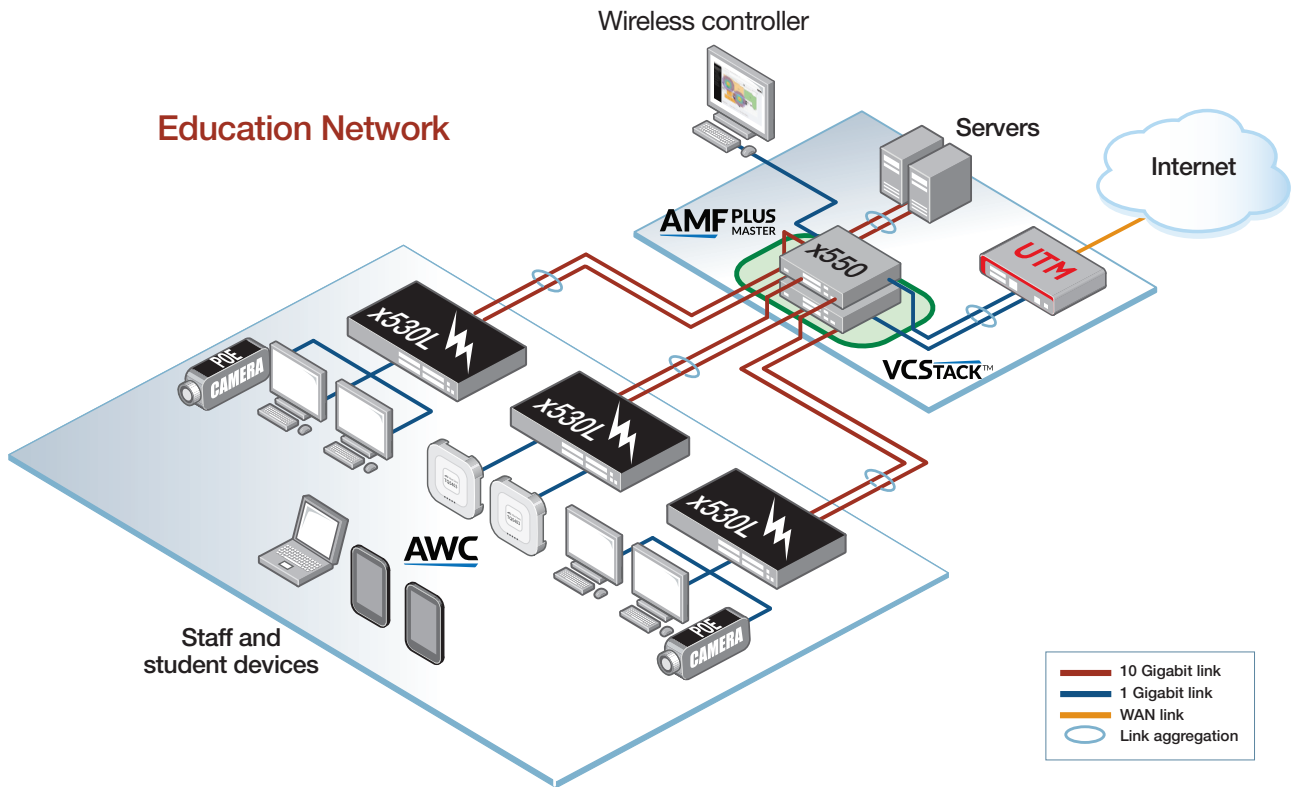 Wireless controller
Education Network
Servers
Internet
AMF PLUS
MASTER
x550
UTM
VCSTACK™
x530L
POE
CAMERA
x530L
x530L
AWC
POE
CAMERA
Staff and
student devices
10 Gigabit link
1 Gigabit link
WAN link
Link aggregation